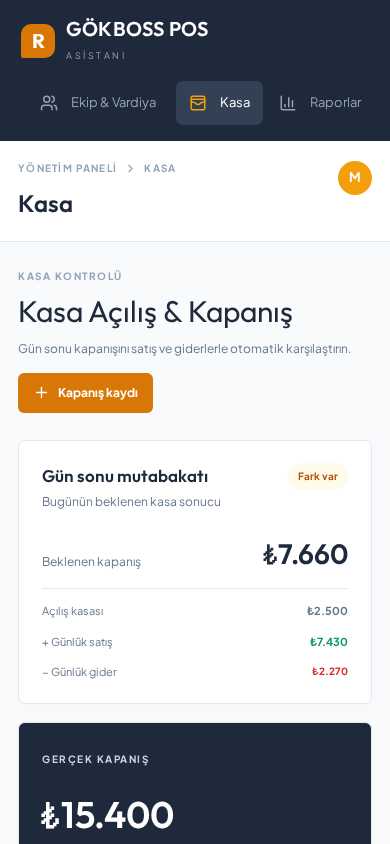 R
GÖKBOSS POS
ASİSTANI
Ekip & Vardiya
Kasa
Raporlar
YÖNETİM PANELİ > KASA
M
Kasa
KASA KONTROLÜ
Kasa Açılış & Kapanış
Gün sonu kapanışını satış ve giderlerle otomatik karşılaştırın.
+ Kapanış kaydı
Gün sonu mutabakatı
Fark var
Bugünün beklenen kasa sonucu
Beklenen kapanış
₺7.660
Açılış kasası
₺2.500
+ Günlük satış
₺7.430
− Günlük gider
₺2.270
GERÇEK KAPANIŞ
₺15.400